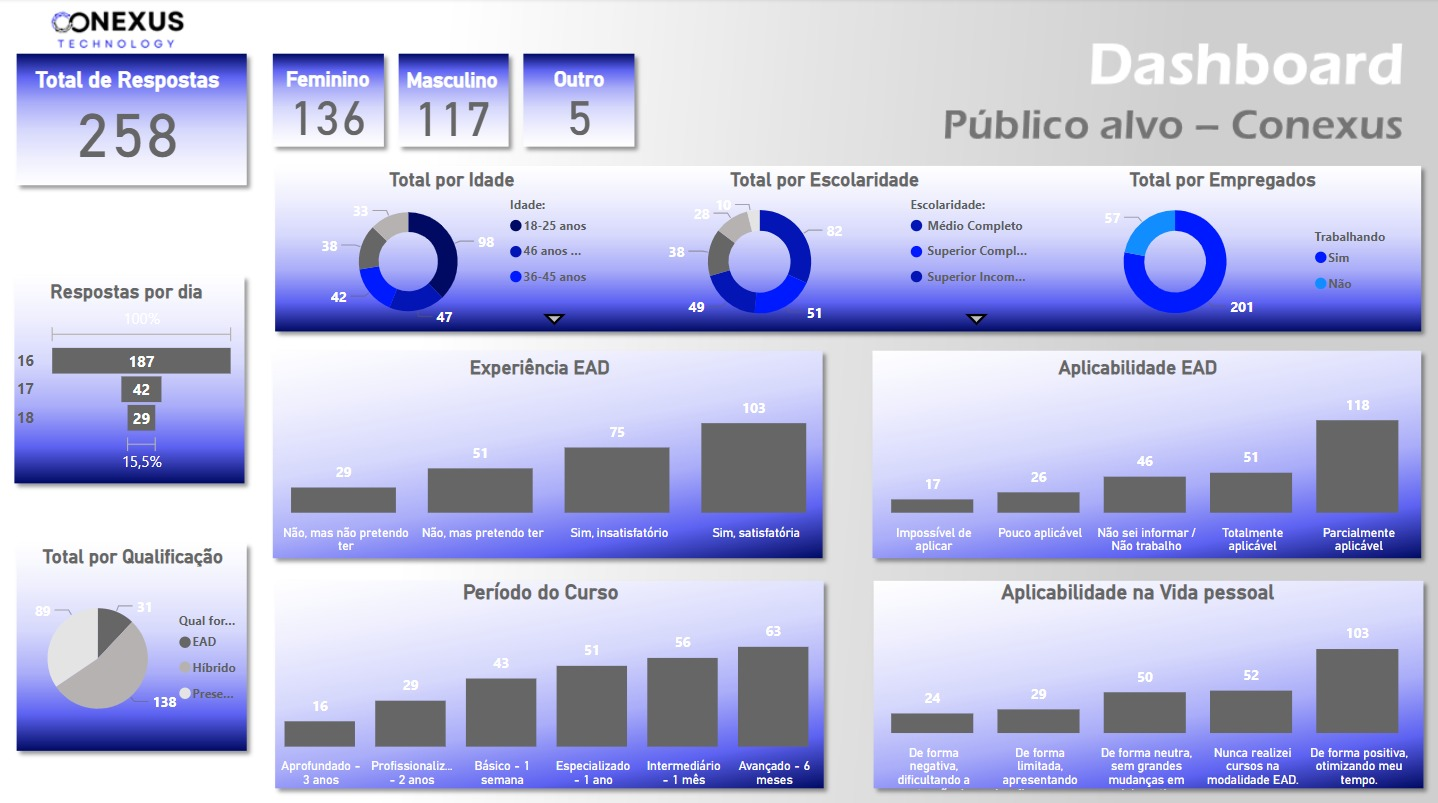 CONEXUS
TECHNOLOGY
Dashboard
Público alvo – Conexus
Total de Respostas
258
Feminino
136
Masculino
117
Outro
5
Total por Idade
33
98
38
42
47
Idade:
18-25 anos
46 anos ...
36-45 anos
Total por Escolaridade
10
28
82
38
49
51
Escolaridade:
Médio Completo
Superior Compl...
Superior Incom...
Total por Empregados
57
201
Trabalhando
Sim
Não
Respostas por dia
100%
16 187
17 42
18 29
15,5%
Experiência EAD
29
51
75
103
Não, mas não pretendo
ter
Não, mas pretendo ter
Sim, insatisfatório
Sim, satisfatória
Aplicabilidade EAD
17
26
46
51
118
Impossível de
aplicar
Pouco aplicável
Não sei informar /
Não trabalho
Totalmente
aplicável
Parcialmente
aplicável
Total por Qualificação
89
31
138
Qual for...
EAD
Híbrido
Prese...
Período do Curso
16
29
43
51
56
63
Aprofundado -
3 anos
Profissionaliz...
- 2 anos
Básico - 1
semana
Especializado
- 1 ano
Intermediário
- 1 mês
Avançado - 6
meses
Aplicabilidade na Vida pessoal
24
29
50
52
103
De forma
negativa,
dificultando a
De forma
limitada,
apresentando
De forma neutra,
sem grandes
mudanças em
Nunca realizei
cursos na
modalidade EAD.
De forma positiva,
otimizando meu
tempo.